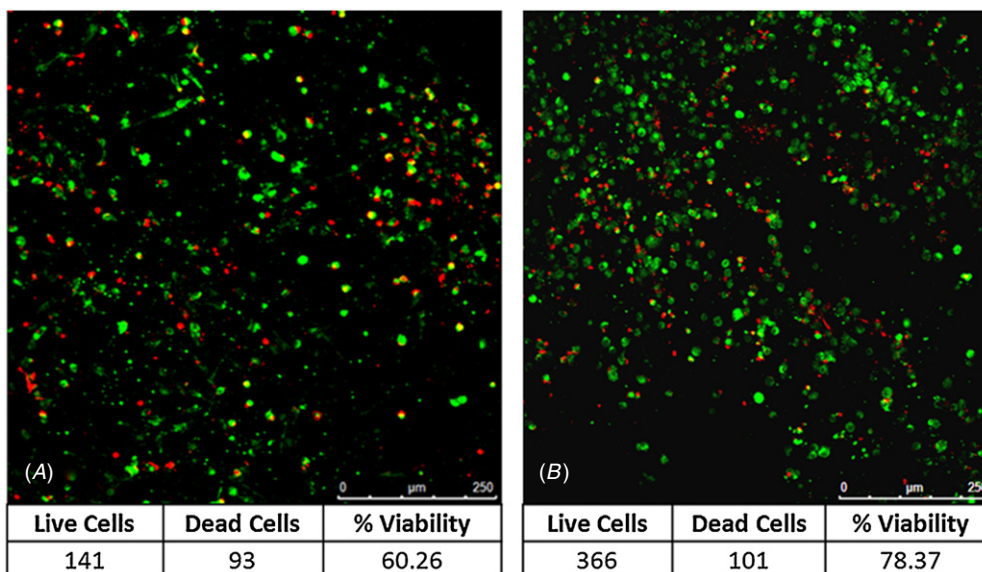 (A)
0 µm 250
Live Cells Dead Cells % Viability
141 93 60.26
(B)
0 µm 250
Live Cells Dead Cells % Viability
366 101 78.37